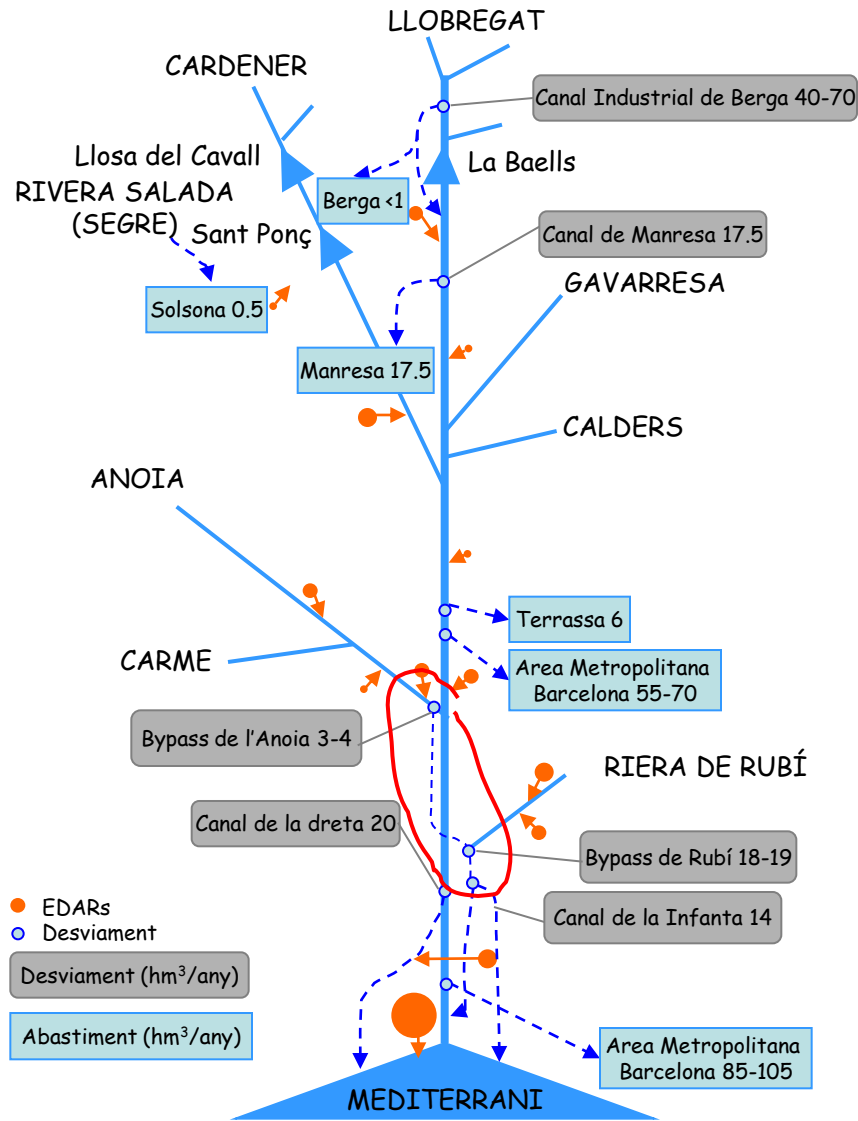 LLOBREGAT
CARDENER
Canal Industrial de Berga 40-70
Llosa del Cavall
La Baells
RIVERA SALADA
(SEGRE)
Berga <1
Sant Ponç
Canal de Manresa 17.5
GAVARRESA
Solsona 0.5
Manresa 17.5
CALDERS
ANOIA
Terrassa 6
CARME
Area Metropolitana
Barcelona 55-70
Bypass de l’Anoia 3-4
RIERA DE RUBÍ
Canal de la dreta 20
Bypass de Rubí 18-19
EDARs
Canal de la Infanta 14
Desviament
Desviament (hm³/any)
Abastiment (hm³/any)
Area Metropolitana
Barcelona 85-105
MEDITERRANI